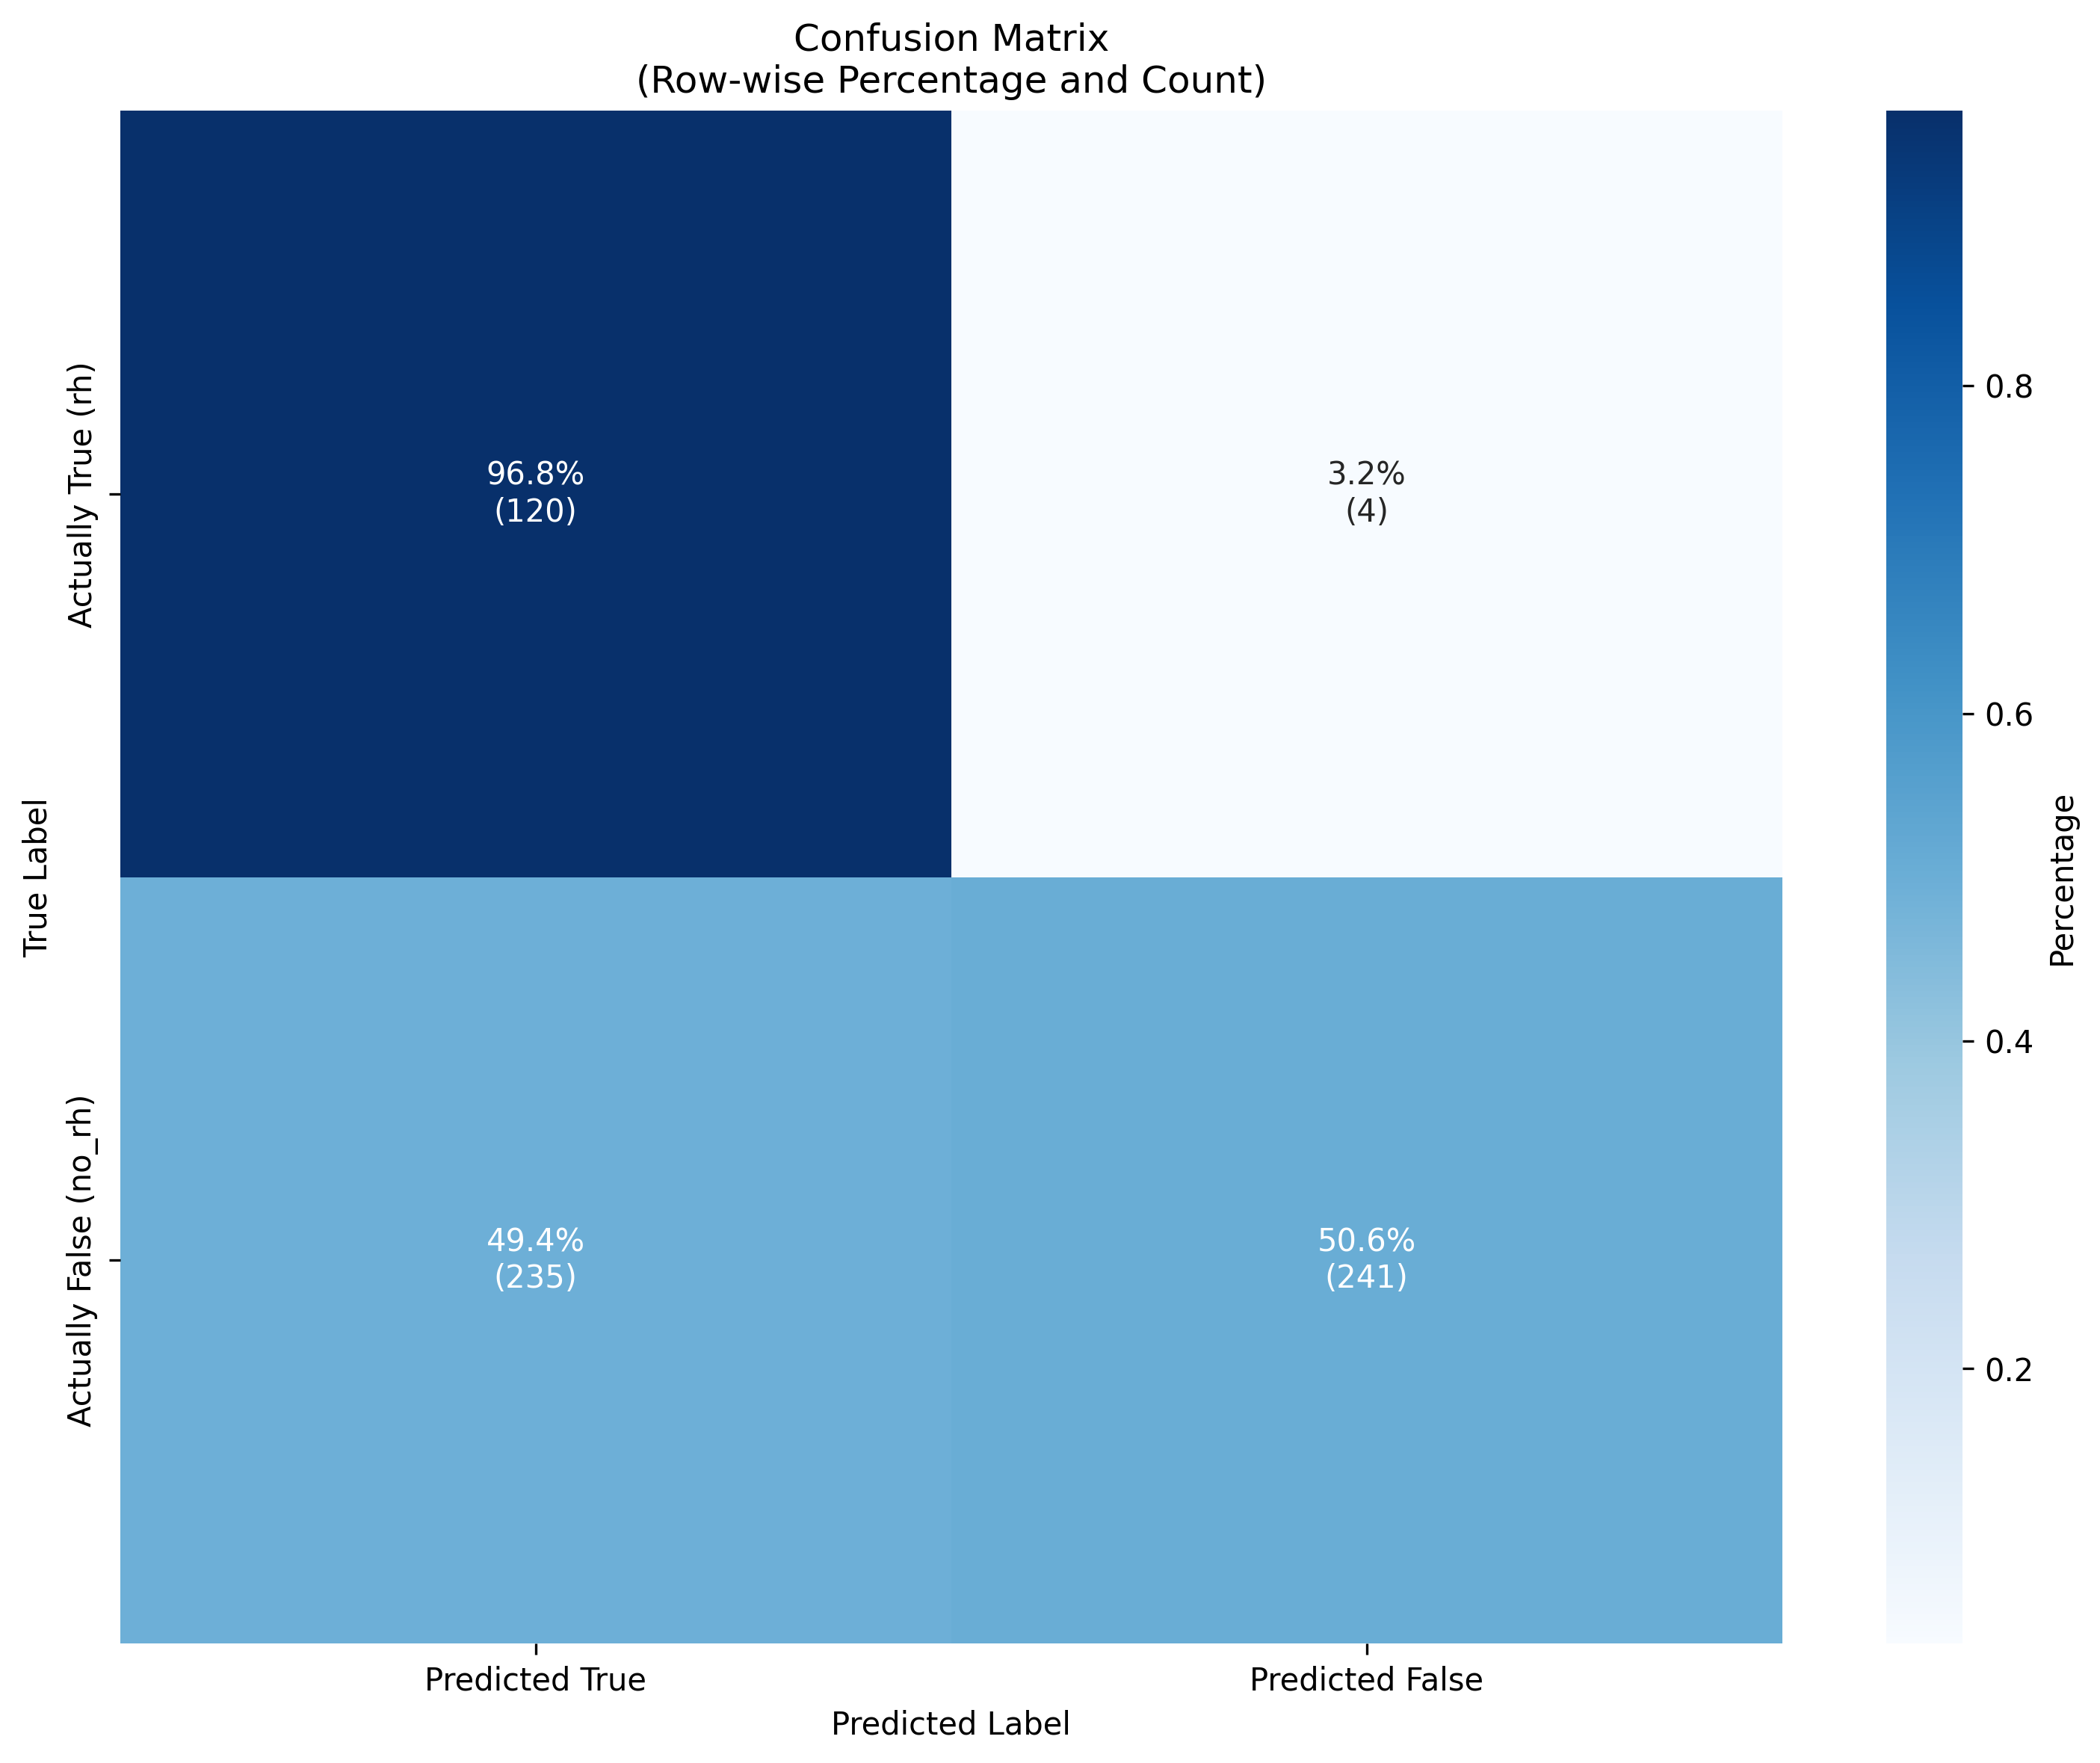 Confusion Matrix
(Row-wise Percentage and Count)
True Label
Actually True (rh)
96.8%
(120)
3.2%
(4)
Actually False (no_rh)
49.4%
(235)
50.6%
(241)
Predicted True
Predicted False
Predicted Label
0.8
0.6
0.4
0.2
Percentage